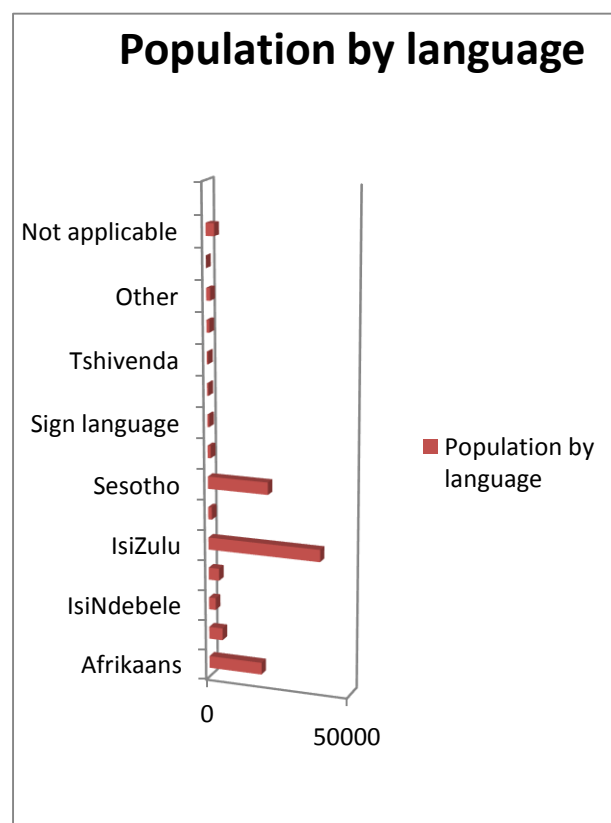 Population by language
Not applicable
Other
Tshivenda
Sign language
Sesotho
IsiZulu
IsiNdebele
Afrikaans
0
50000
Population by
language